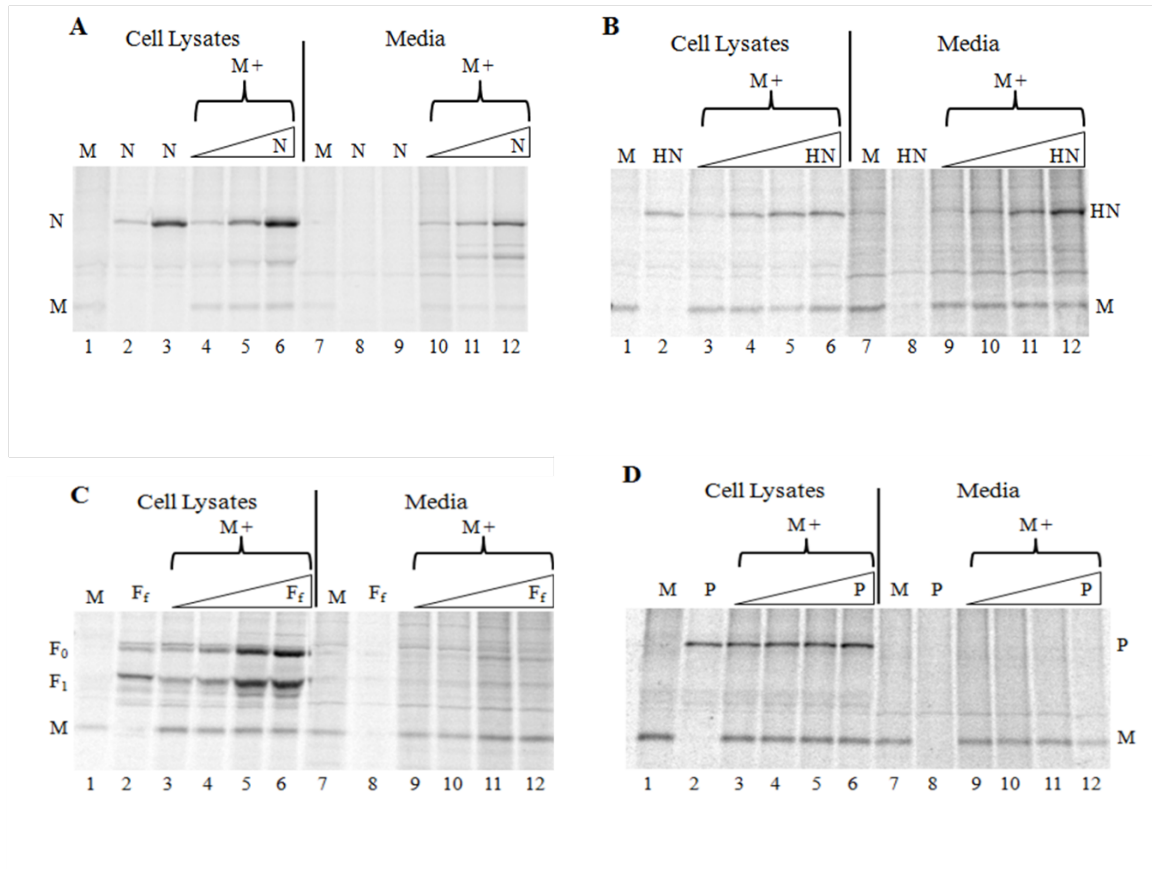 A
Cell Lysates
Media
M +
M +
M N N N M N N N
N
M
1 2 3 4 5 6 7 8 9 10 11 12
B
Cell Lysates
Media
M +
M +
M HN HN M HN HN
HN
M
1 2 3 4 5 6 7 8 9 10 11 12
C
Cell Lysates
Media
M +
M +
M Ff Ff M Ff Ff
F0
F1
M
1 2 3 4 5 6 7 8 9 10 11 12
D
Cell Lysates
Media
M +
M +
M P P M P P
P
M
1 2 3 4 5 6 7 8 9 10 11 12